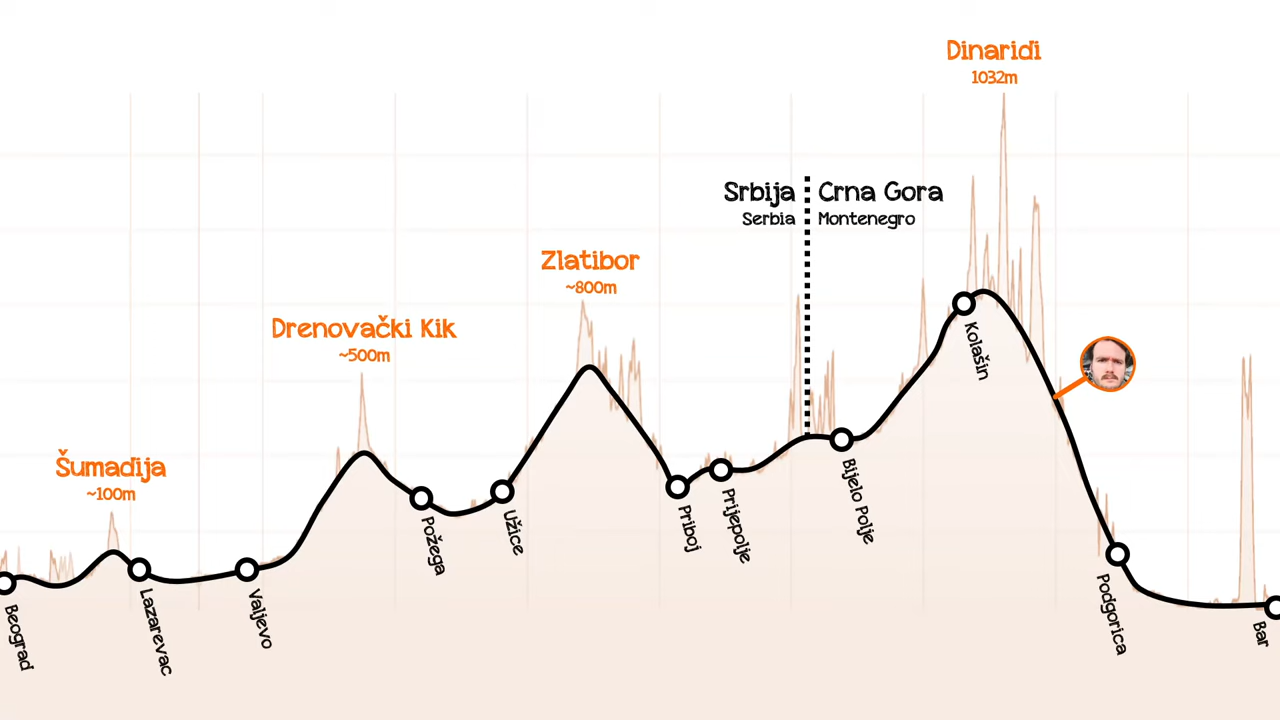 Dinaridi
1032m
Srbija
Serbia
Crna Gora
Montenegro
Zlatibor
~800m
Drenovački Kik
~500m
Šumadija
~100m
Beograd
Lazarevac
Valjevo
Požega
Užice
Priboj
Prijepolje
Bijelo Polje
Kolašin
Podgorica
Bar